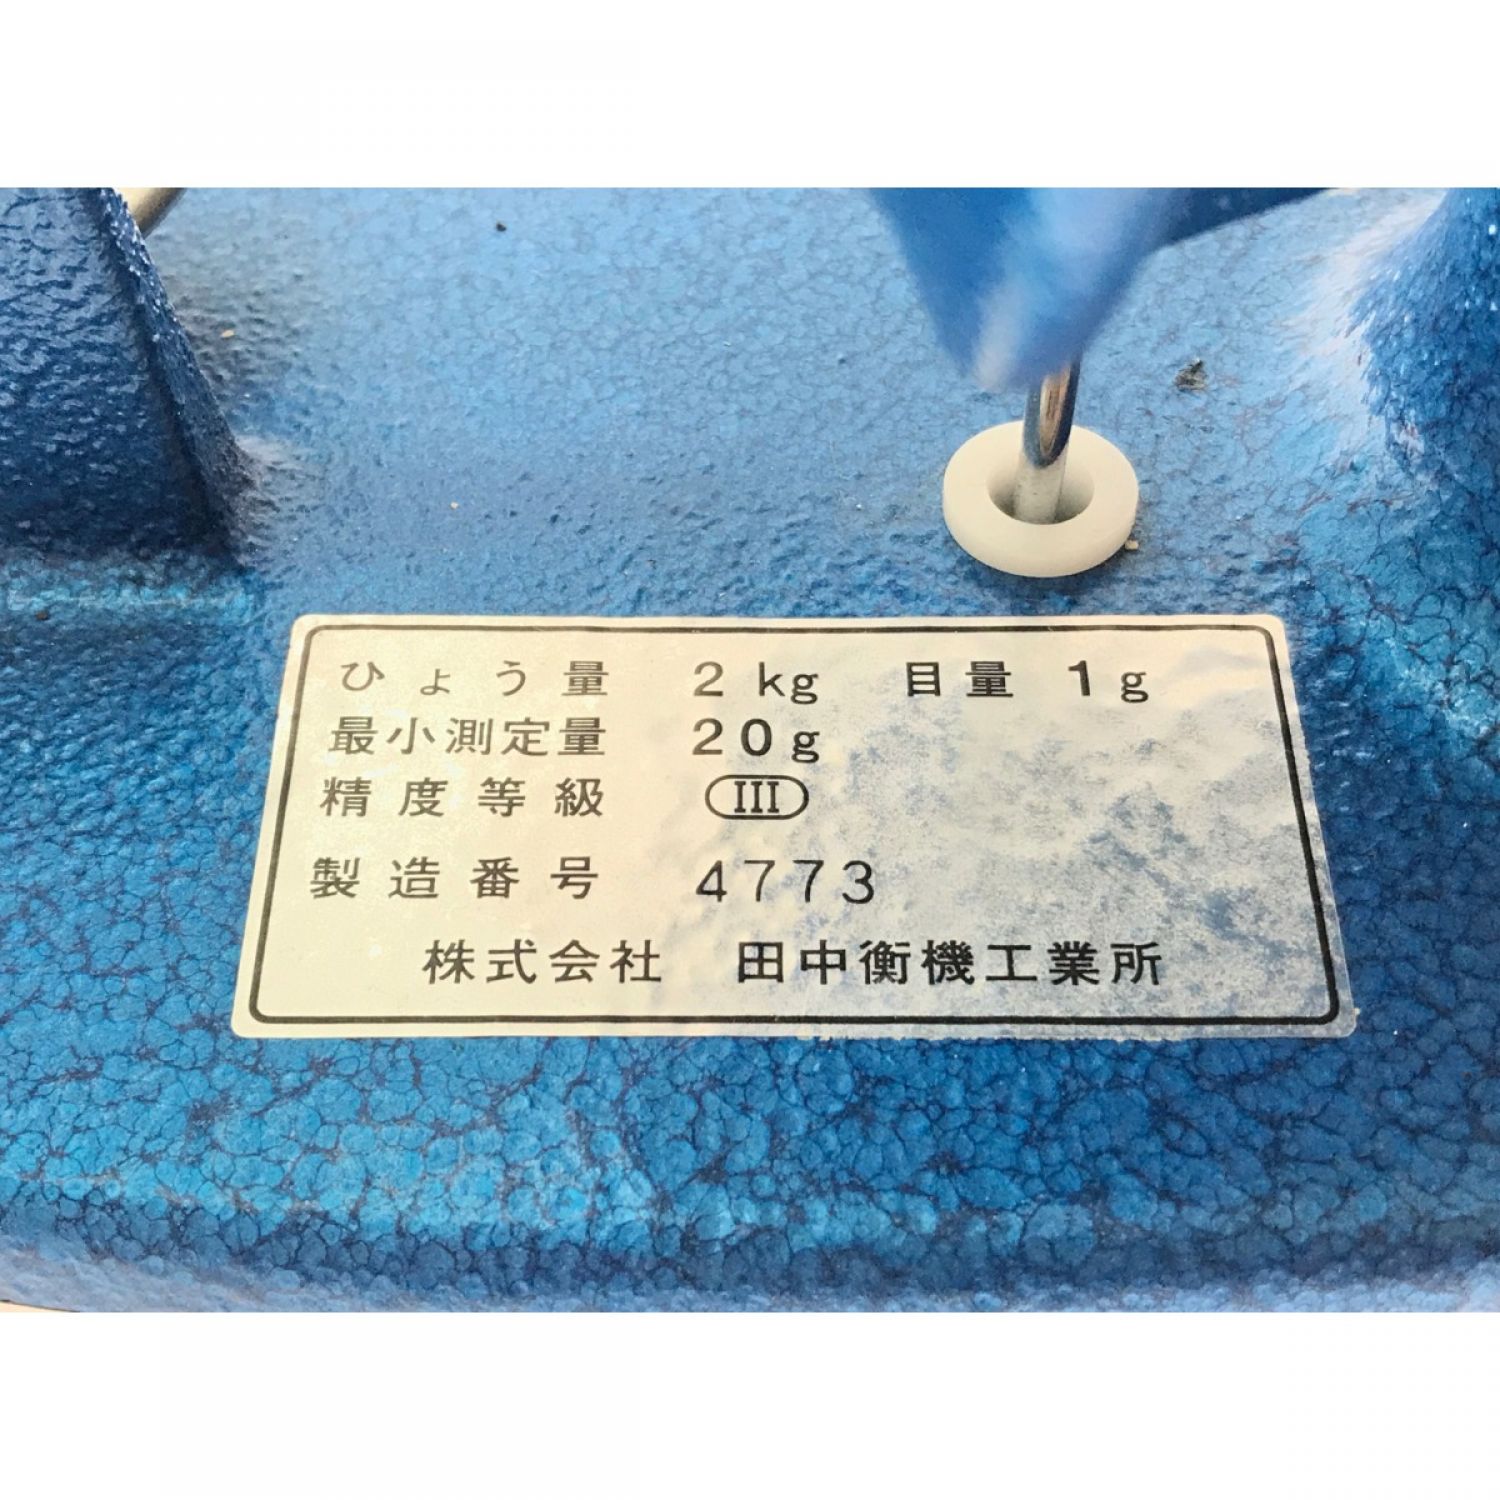 ひょう量 2kg 目量 1g
最小測定量 20g
精度等級 III
製造番号 4773
株式会社 田中衡機工業所